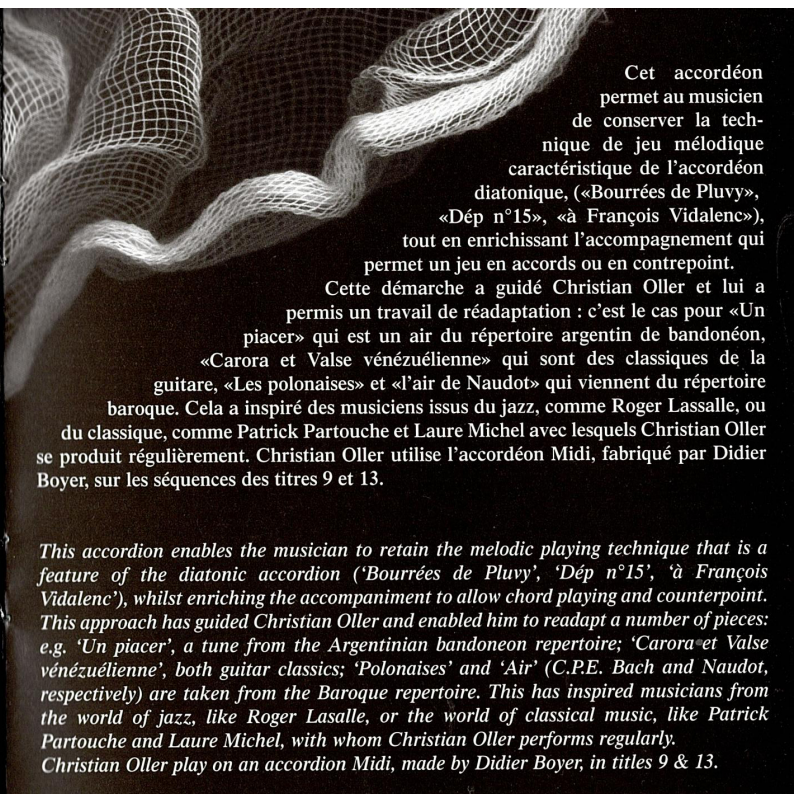 Cet accordéon
permet au musicien
de conserver la tech-
nique de jeu mélodique
caractéristique de l'accordéon
diatonique, («Bourrées de Pluvy»,
«Dép n°15», «à François Vidalenc»),
tout en enrichissant l'accompagnement qui
permet un jeu en accords ou en contrepoint.
Cette démarche a guidé Christian Oller et lui a
permis un travail de réadaptation : c'est le cas pour «Un
piacer» qui est un air du répertoire argentin de bandonéon,
«Carora et Valse vénézuélienne» qui sont des classiques de la
guitare, «Les polonaises» et «l'air de Naudot» qui viennent du répertoire
baroque. Cela a inspiré des musiciens issus du jazz, comme Roger Lassalle, ou
du classique, comme Patrick Partouche et Laure Michel avec lesquels Christian Oller
se produit régulièrement. Christian Oller utilise l'accordéon Midi, fabriqué par Didier
Boyer, sur les séquences des titres 9 et 13.
This accordion enables the musician to retain the melodic playing technique that is a
feature of the diatonic accordion ('Bourrées de Pluvy', 'Dép n°15', 'à François
Vidalenc'), whilst enriching the accompaniment to allow chord playing and counterpoint.
This approach has guided Christian Oller and enabled him to readapt a number of pieces:
e.g. 'Un piacer', a tune from the Argentinian bandoneon repertoire; 'Carora et Valse
vénézuélienne', both guitar classics; 'Polonaises' and 'Air' (C.P.E. Bach and Naudot,
respectively) are taken from the Baroque repertoire. This has inspired musicians from
the world of jazz, like Roger Lasalle, or the world of classical music, like Patrick
Partouche and Laure Michel, with whom Christian Oller performs regularly.
Christian Oller play on an accordion Midi, made by Didier Boyer, in titles 9 & 13.